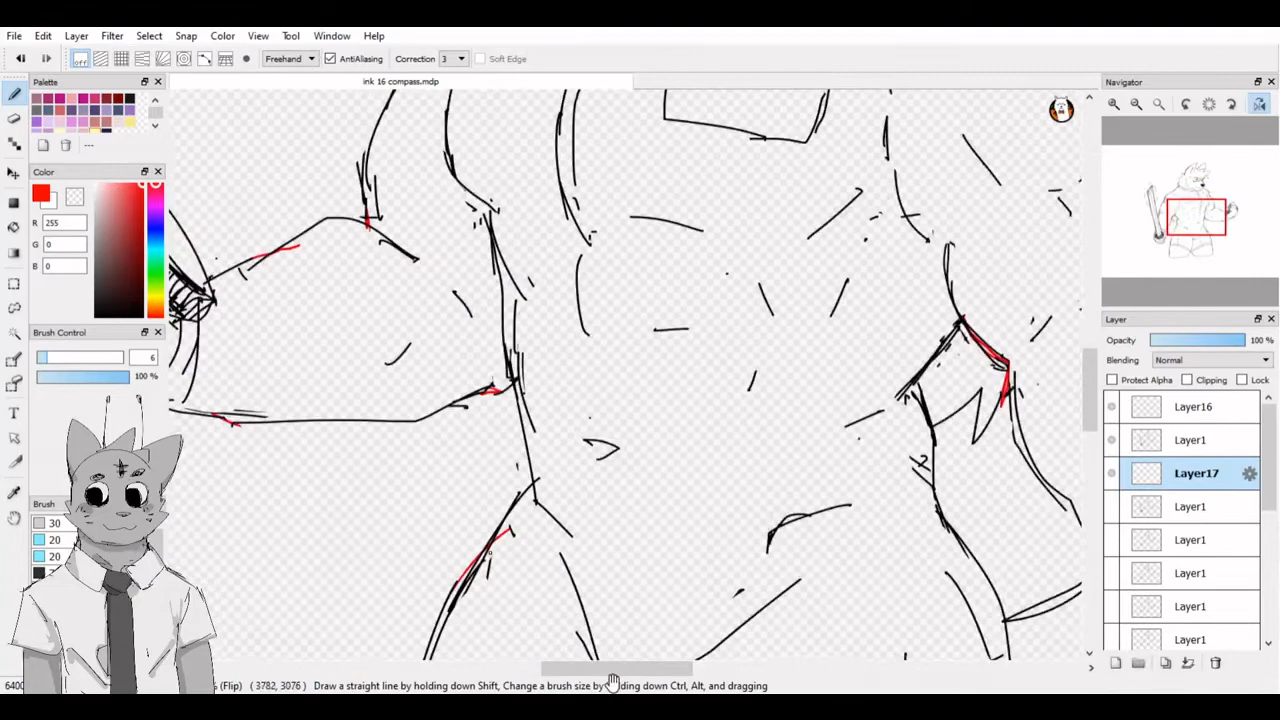 File Edit Layer Filter Select Snap Color View Tool Window Help
off Freehand AntiAliasing Correction 3 Soft Edge
Palette
ink 16 compass.mdp
Navigator
Color
R 255
G 0
B 0
Brush Control
6
100 %
Brush
30
20
20
Layer
Opacity 100 %
Blending Normal
Protect Alpha Clipping Lock
Layer16
Layer1
Layer17
Layer1
Layer1
Layer1
Layer1
Layer1
(Flip) ( 3782, 3076 ) Draw a straight line by holding down Shift, Change a brush size by holding down Ctrl, Alt, and dragging